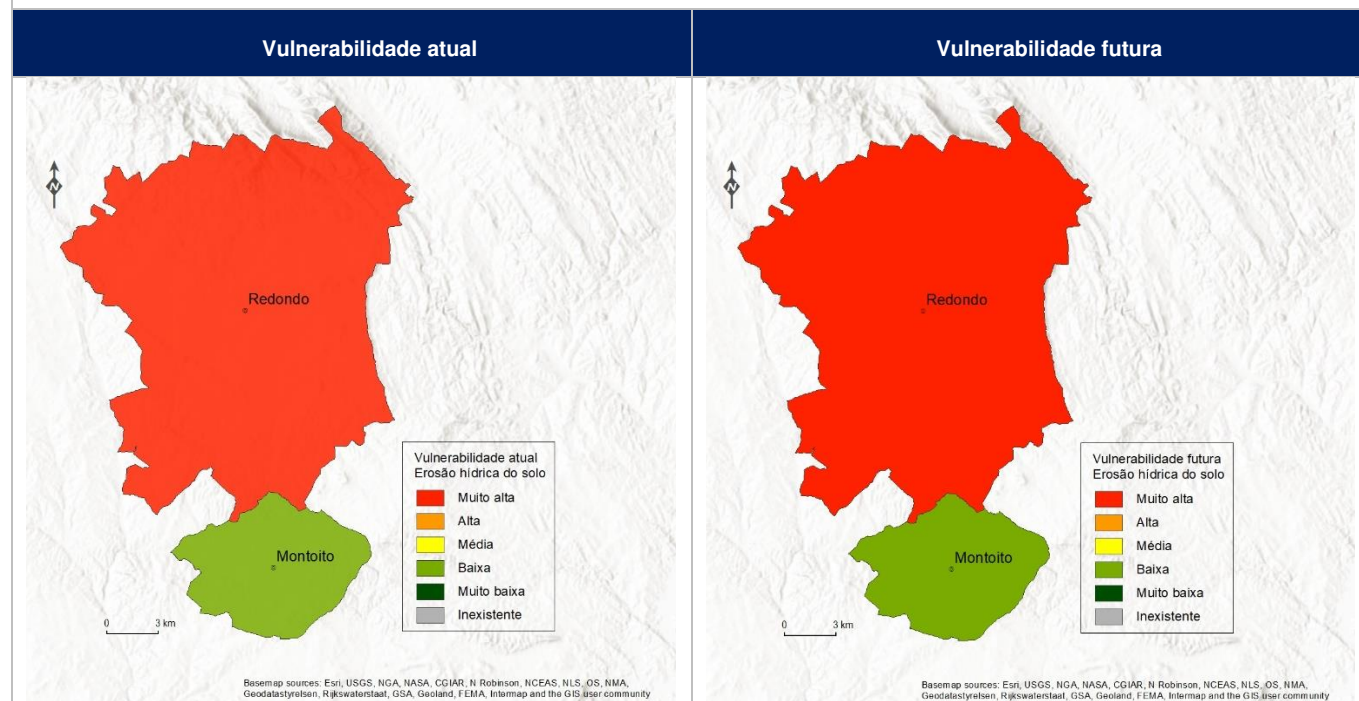 Vulnerabilidade atual
Vulnerabilidade futura
N
Redondo
Montoito
Vulnerabilidade atual
Erosão hídrica do solo
Muito alta
Alta
Média
Baixa
Muito baixa
Inexistente
0 3 km
Basemap sources: Esri, USGS, NGA, NASA, CGIAR, N Robinson, NCEAS, NLS, OS, NMA,
Geodatastyrelsen, Rijkswaterstaat, GSA, Geoland, FEMA, Intermap and the GIS user community
N
Redondo
Montoito
Vulnerabilidade futura
Erosão hídrica do solo
Muito alta
Alta
Média
Baixa
Muito baixa
Inexistente
0 3 km
Basemap sources: Esri, USGS, NGA, NASA, CGIAR, N Robinson, NCEAS, NLS, OS, NMA,
Geodatastyrelsen, Rijkswaterstaat, GSA, Geoland, FEMA, Intermap and the GIS user community